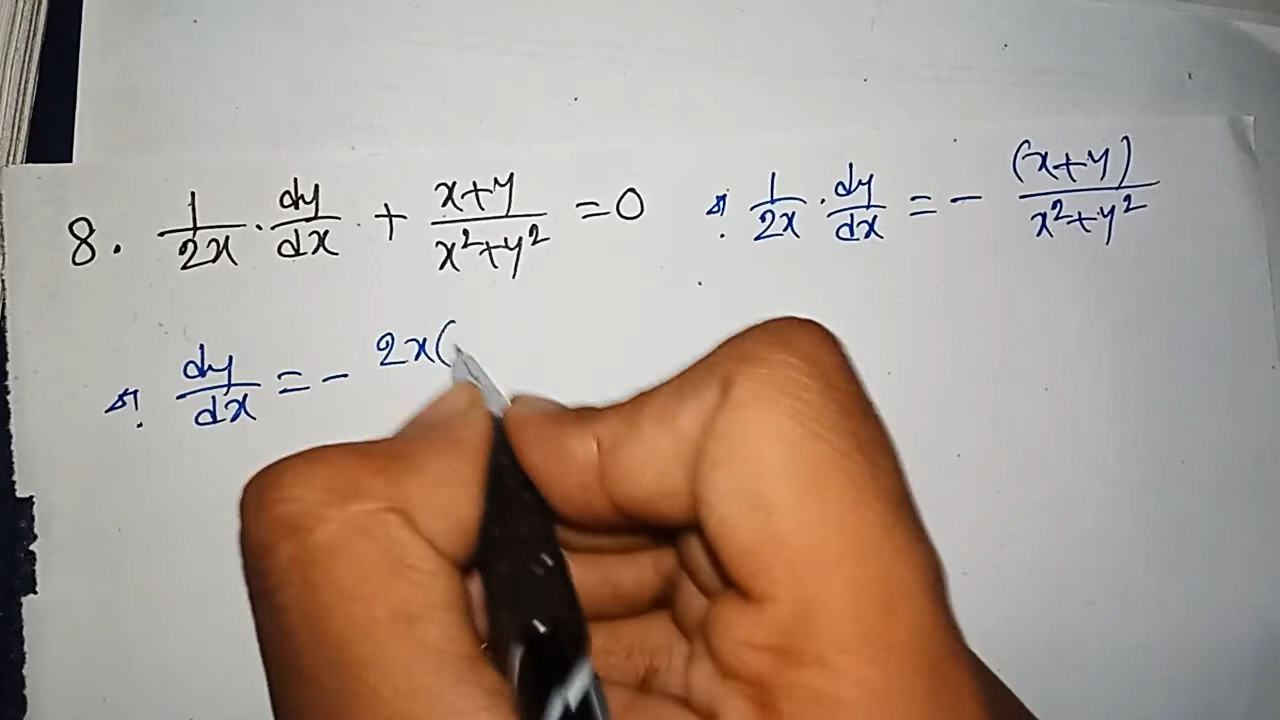 8. 1/2x · dy/dx + x+y/x²+y² = 0 বা, 1/2x · dy/dx = - (x+y)/x²+y²
বা, dy/dx = - 2x(